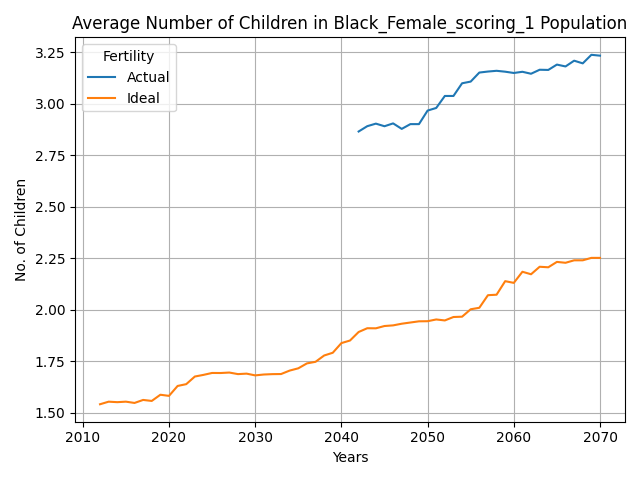 Average Number of Children in Black_Female_scoring_1 Population
Fertility
Actual
Ideal
No. of Children
3.25
3.00
2.75
2.50
2.25
2.00
1.75
1.50
2010 2020 2030 2040 2050 2060 2070
Years